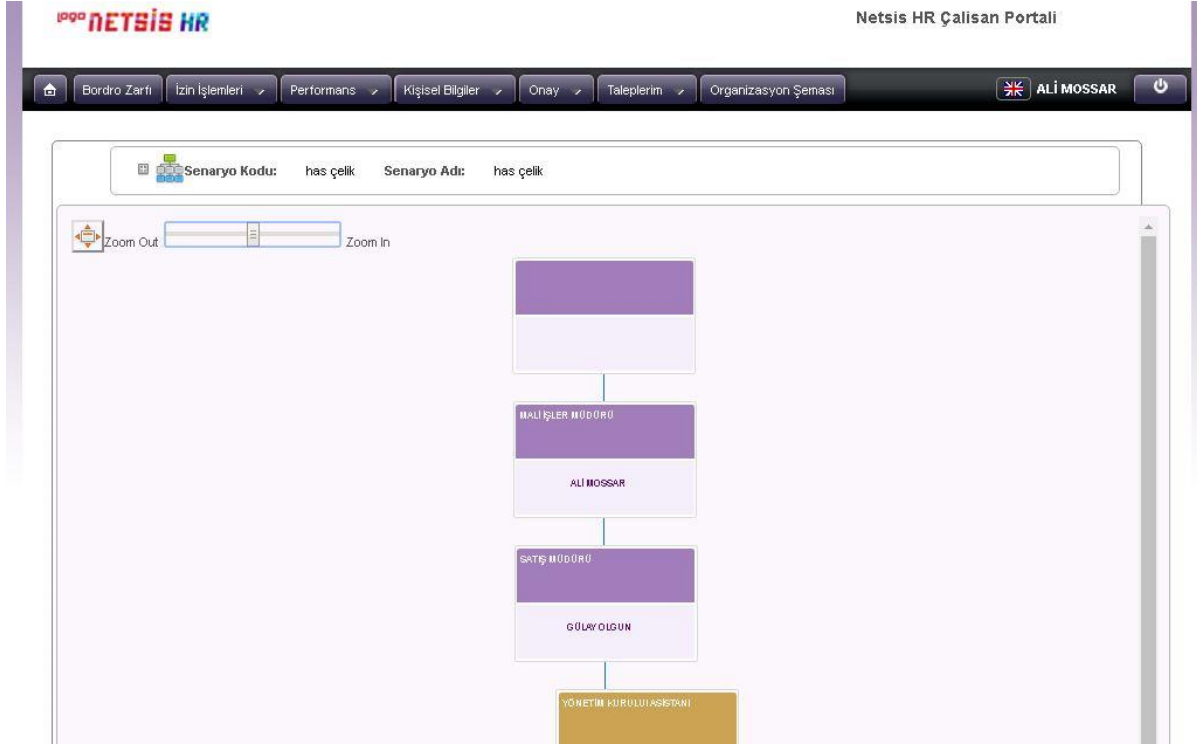 logo NETSİS HR
Netsis HR Çalisan Portali
Bordro Zarfı İzin İşlemleri Performans Kişisel Bilgiler Onay Taleplerim Organizasyon Şeması ALİ MOSSAR
Senaryo Kodu: has çelik Senaryo Adı: has çelik
Zoom Out Zoom In
MALİ İŞLER MÜDÜRÜ
ALİ MOSSAR
SATIŞ MÜDÜRÜ
GÜLAY OLGUN
YÖNETİM KURULU ASİSTANI